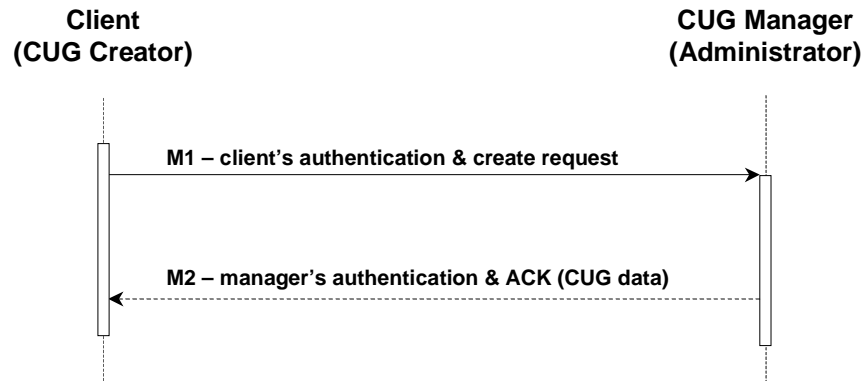 Client
(CUG Creator)
CUG Manager
(Administrator)
M1 – client's authentication & create request
M2 – manager's authentication & ACK (CUG data)